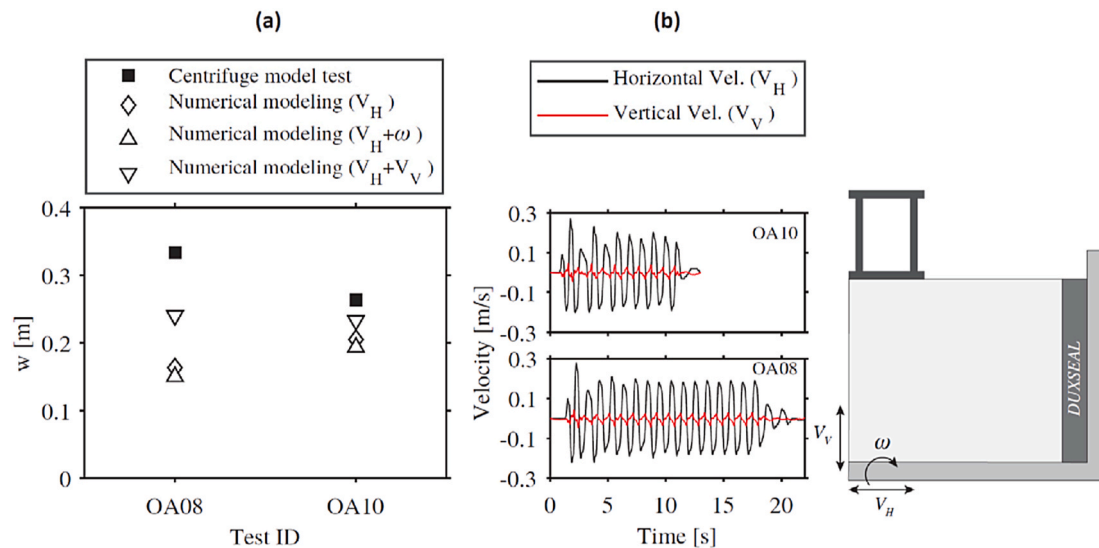 (a)
Centrifuge model test
Numerical modeling (V_H)
Numerical modeling (V_H+ω)
Numerical modeling (V_H+V_V)
0.4
0.3
0.2
0.1
0
w [m]
OA08
OA10
Test ID
(b)
Horizontal Vel. (V_H)
Vertical Vel. (V_V)
0.3
0.1
-0.1
-0.3
OA10
0.3
0.1
-0.1
-0.3
OA08
Velocity [m/s]
0
5
10
15
20
Time [s]
DUXSEAL
V_V
ω
V_H